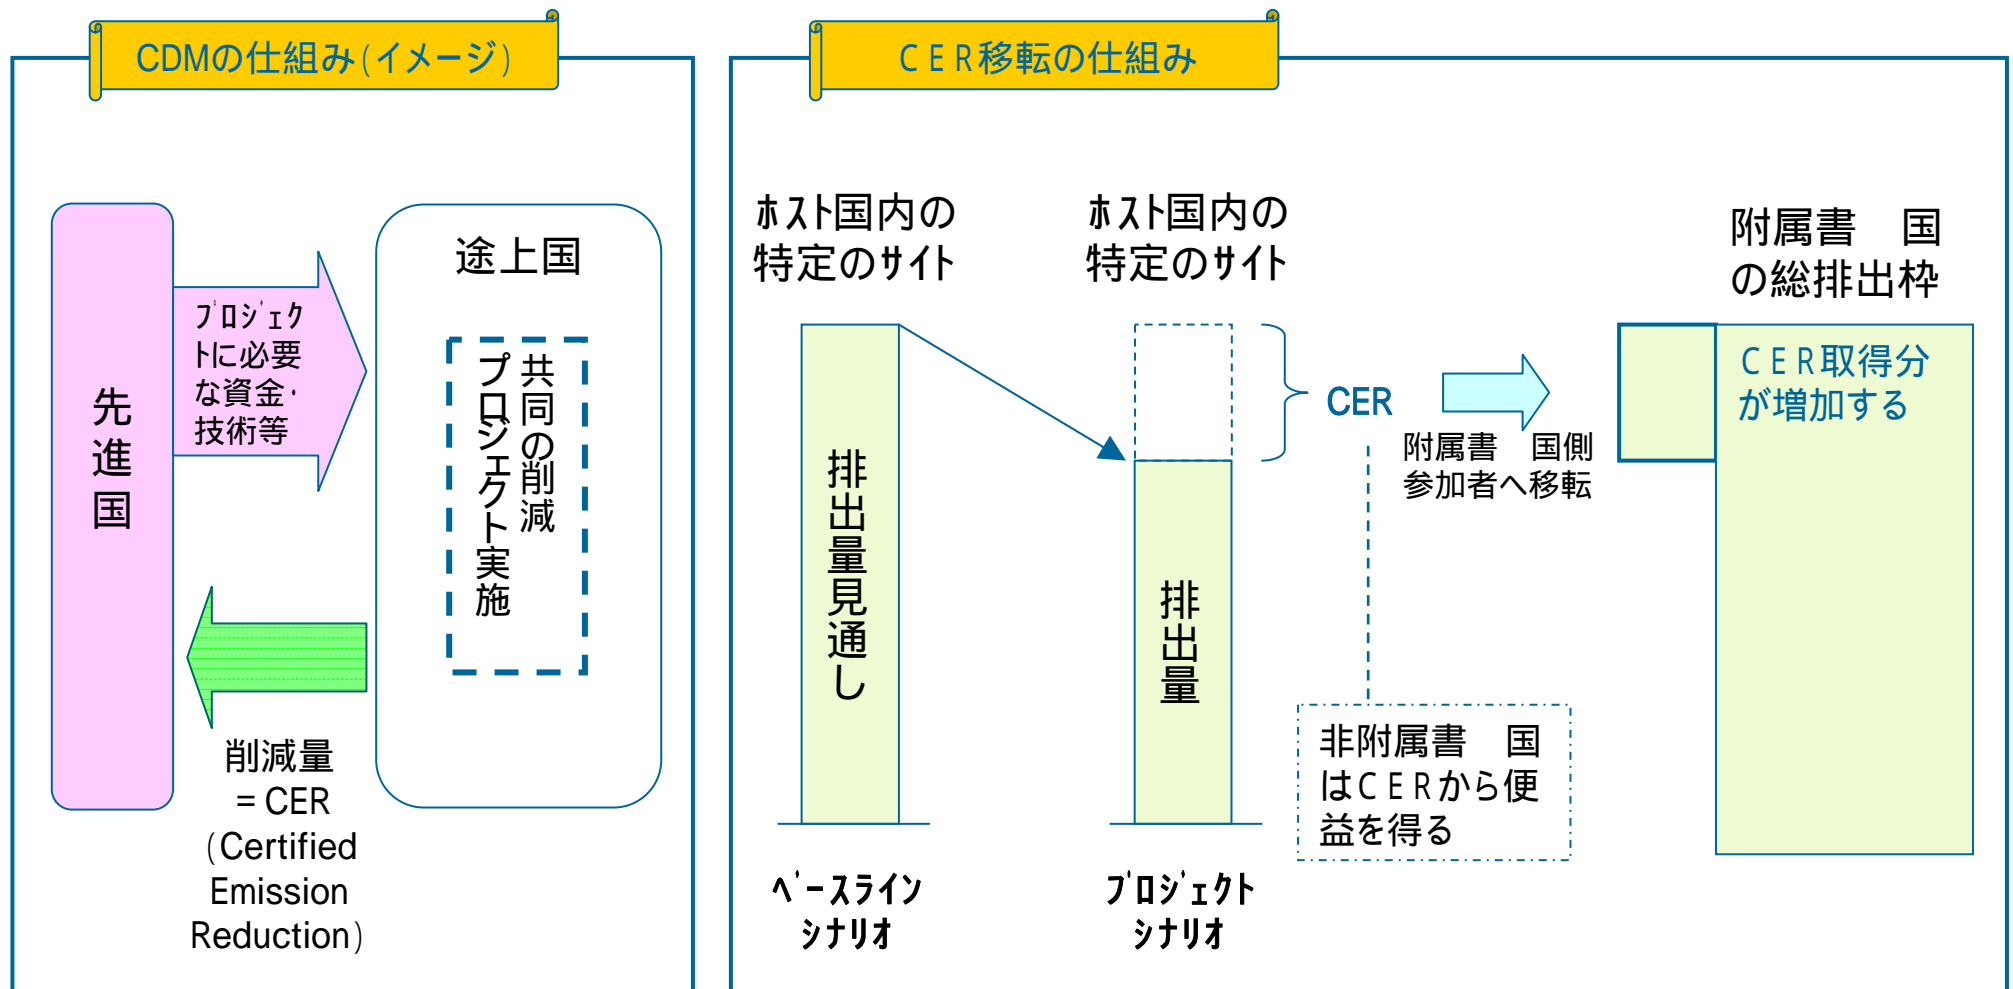 CDMの仕組み(イメージ)
先進国
プロジェク
トに必要
な資金・
技術等
途上国
共同の削減
プロジェクト実施
削減量
= CER
(Certified
Emission
Reduction)
CER移転の仕組み
ホスト国内の
特定のサイト
排出量見通し
ベースライン
シナリオ
ホスト国内の
特定のサイト
排出量
プロジェクト
シナリオ
CER
附属書　国側
参加者へ移転
非附属書　国
はCERから便
益を得る
附属書　国
の総排出枠
CER取得分
が増加する